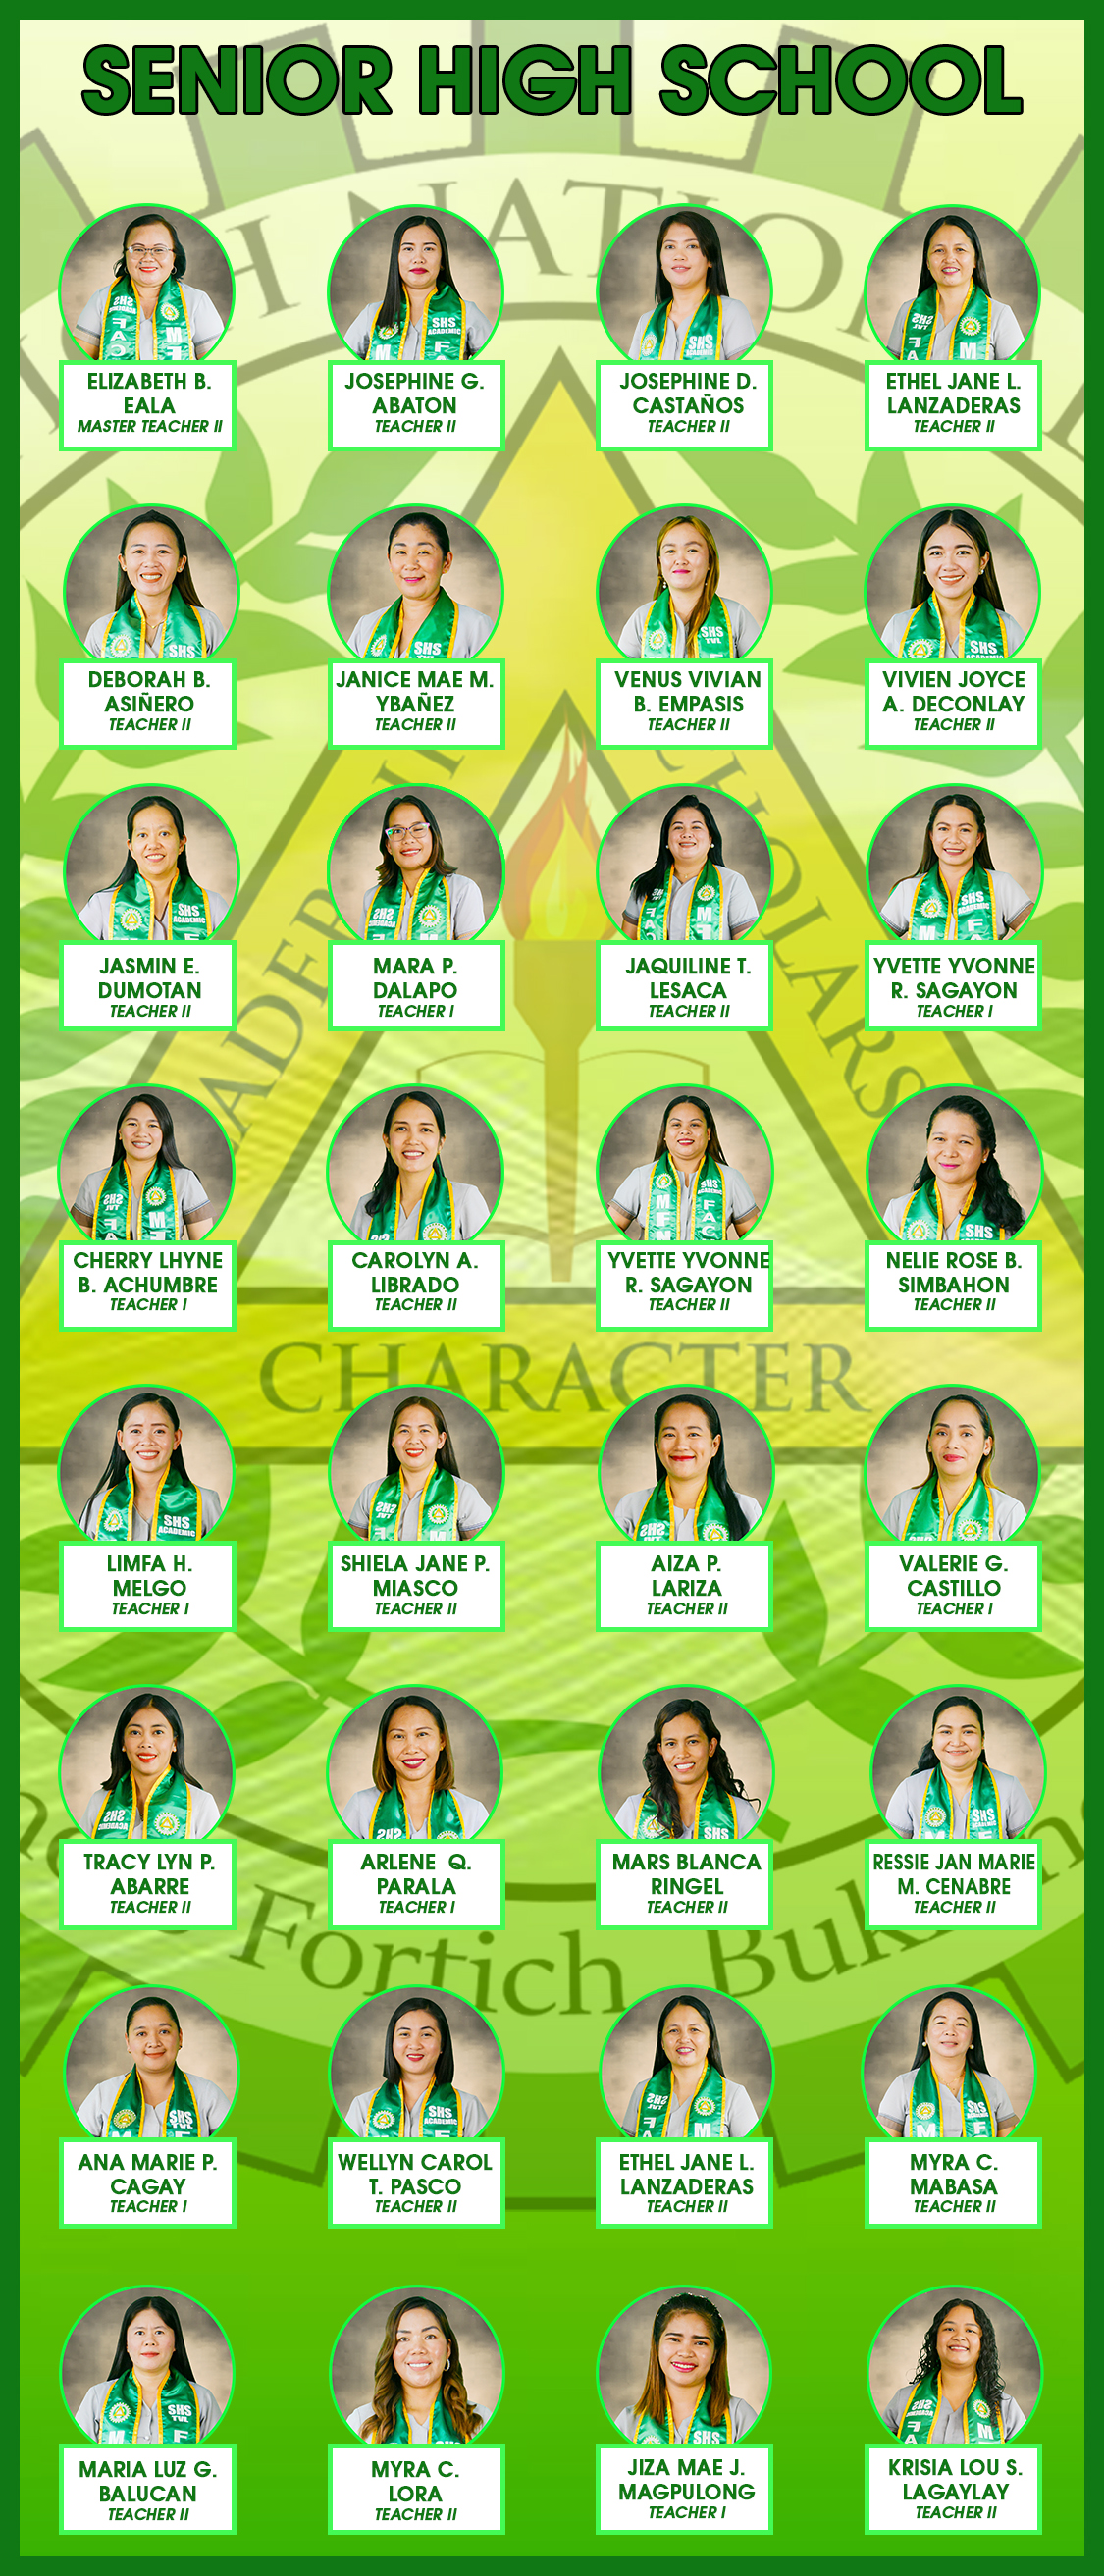 SENIOR HIGH SCHOOL
H NATION
ELIZABETH B.
EALA
MASTER TEACHER II
JOSEPHINE G.
ABATON
TEACHER II
JOSEPHINE D.
CASTAÑOS
TEACHER II
ETHEL JANE L.
LANZADERAS
TEACHER II
DEBORAH B.
ASIÑERO
TEACHER II
JANICE MAE M.
YBAÑEZ
TEACHER II
VENUS VIVIAN
B. EMPASIS
TEACHER II
VIVIEN JOYCE
A. DECONLAY
TEACHER II
JASMIN E.
DUMOTAN
TEACHER II
MARA P.
DALAPO
TEACHER I
JAQUILINE T.
LESACA
TEACHER II
YVETTE YVONNE
R. SAGAYON
TEACHER I
CHERRY LHYNE
B. ACHUMBRE
TEACHER I
CAROLYN A.
LIBRADO
TEACHER II
YVETTE YVONNE
R. SAGAYON
TEACHER II
NELIE ROSE B.
SIMBAHON
TEACHER II
CHARACTER
LIMFA H.
MELGO
TEACHER I
SHIELA JANE P.
MIASCO
TEACHER II
AIZA P.
LARIZA
TEACHER II
VALERIE G.
CASTILLO
TEACHER I
TRACY LYN P.
ABARRE
TEACHER II
ARLENE Q.
PARALA
TEACHER I
MARS BLANCA
RINGEL
TEACHER II
RESSIE JAN MARIE
M. CENABRE
TEACHER II
Fortich Buk
ANA MARIE P.
CAGAY
TEACHER I
WELLYN CAROL
T. PASCO
TEACHER II
ETHEL JANE L.
LANZADERAS
TEACHER II
MYRA C.
MABASA
TEACHER II
MARIA LUZ G.
BALUCAN
TEACHER II
MYRA C.
LORA
TEACHER II
JIZA MAE J.
MAGPULONG
TEACHER I
KRISIA LOU S.
LAGAYLAY
TEACHER II